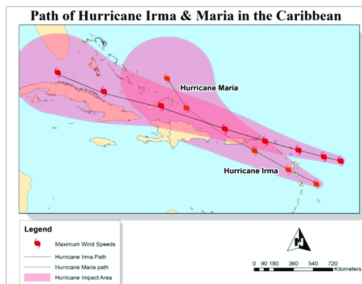 Path of Hurricane Irma & Maria in the Caribbean
Hurricane Maria
Hurricane Irma
Legend
Maximum Wind Speeds
Hurricane Irma Path
Hurricane Maria path
Hurricane Impact Area
N
0 90 180 360 540 720
Kilometers